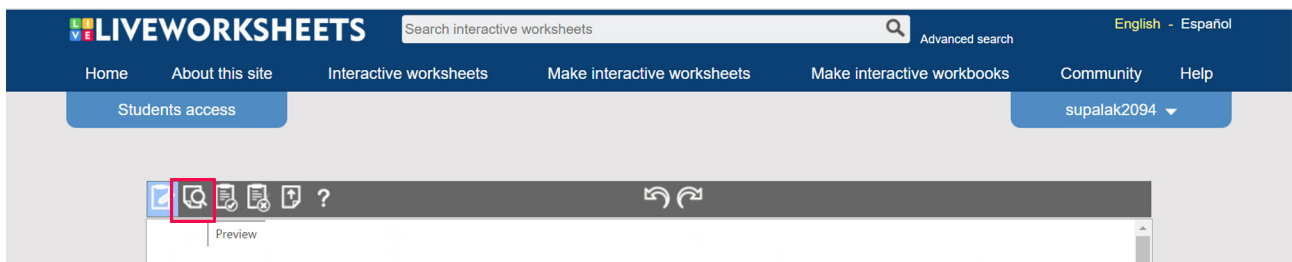 LIVE LIVEWORKSHEETS Search interactive worksheets Advanced search English - Español
Home About this site Interactive worksheets Make interactive worksheets Make interactive workbooks Community Help
Students access supalak2094
?
Preview